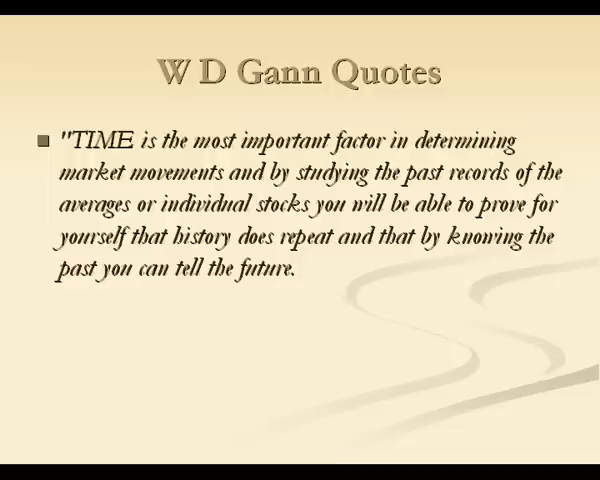 W D Gann Quotes
"TIME is the most important factor in determining
market movements and by studying the past records of the
averages or individual stocks you will be able to prove for
yourself that history does repeat and that by knowing the
past you can tell the future.